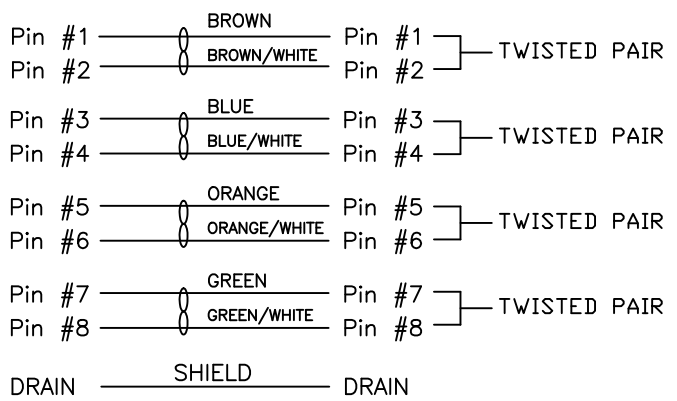 BROWN
Pin #1 Pin #1
BROWN/WHITE TWISTED PAIR
Pin #2 Pin #2
BLUE
Pin #3 Pin #3
BLUE/WHITE TWISTED PAIR
Pin #4 Pin #4
ORANGE
Pin #5 Pin #5
ORANGE/WHITE TWISTED PAIR
Pin #6 Pin #6
GREEN
Pin #7 Pin #7
GREEN/WHITE TWISTED PAIR
Pin #8 Pin #8
SHIELD
DRAIN DRAIN